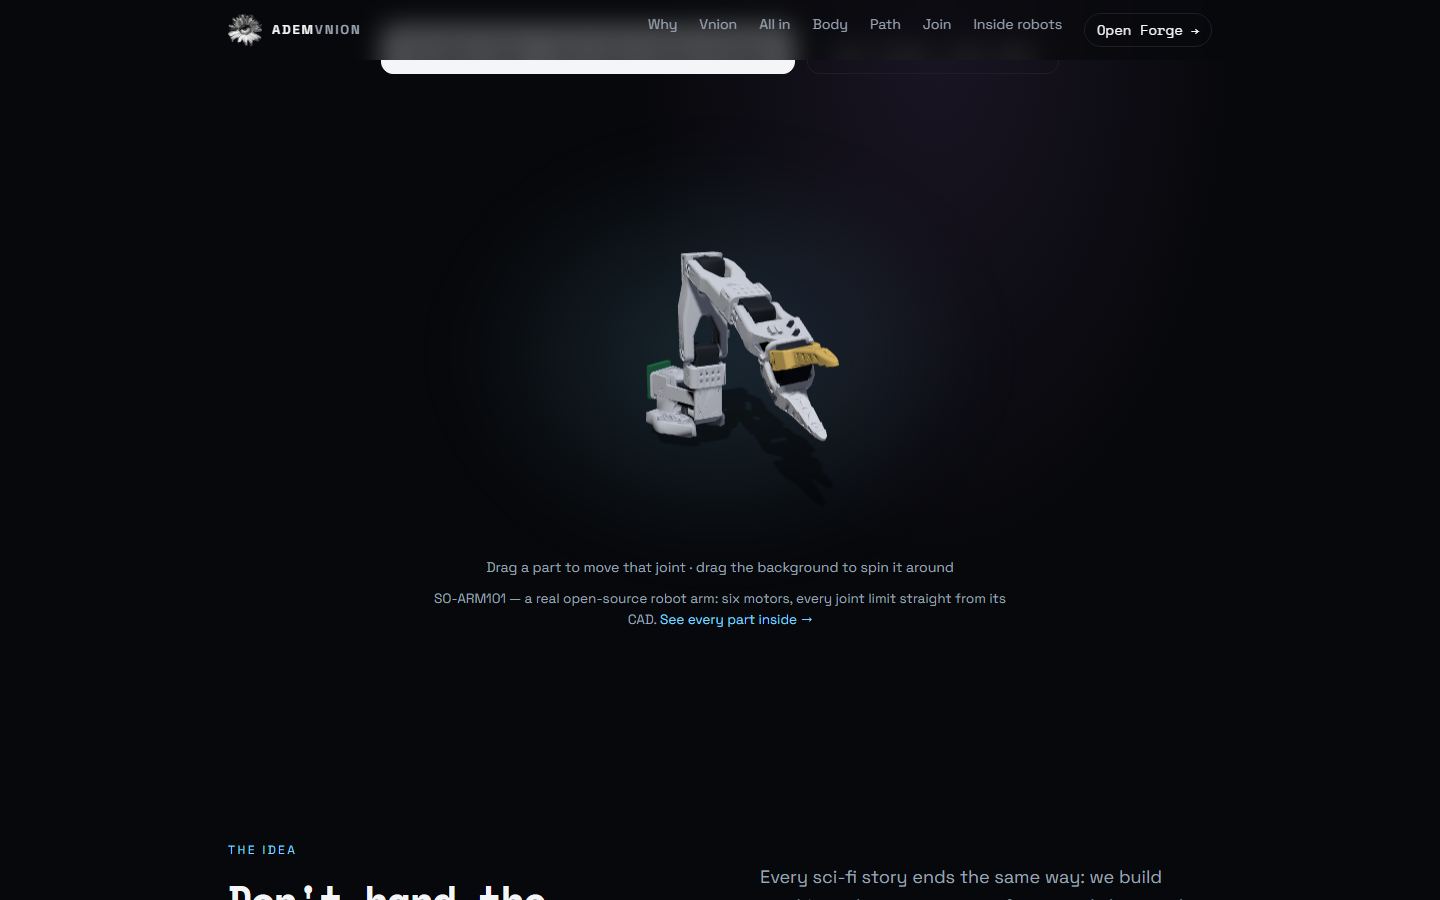 ADEMVNION
Why Vnion All in Body Path Join Inside robots Open Forge →
Drag a part to move that joint · drag the background to spin it around
SO-ARM101 — a real open-source robot arm: six motors, every joint limit straight from its
CAD. See every part inside →
THE IDEA
Don't hand the
Every sci-fi story ends the same way: we build